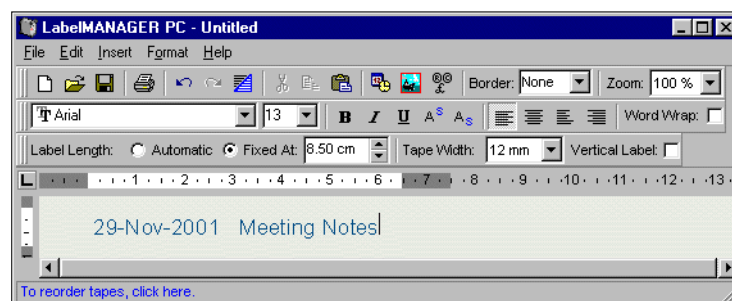 LabelMANAGER PC - Untitled
File Edit Insert Format Help
Border: None Zoom: 100 %
Arial 13 B I U A S A S Word Wrap:
Label Length: Automatic Fixed At: 8.50 cm Tape Width: 12 mm Vertical Label:
1 2 3 4 5 6 7 8 9 10 11 12 13
29-Nov-2001 Meeting Notes
To reorder tapes, click here.